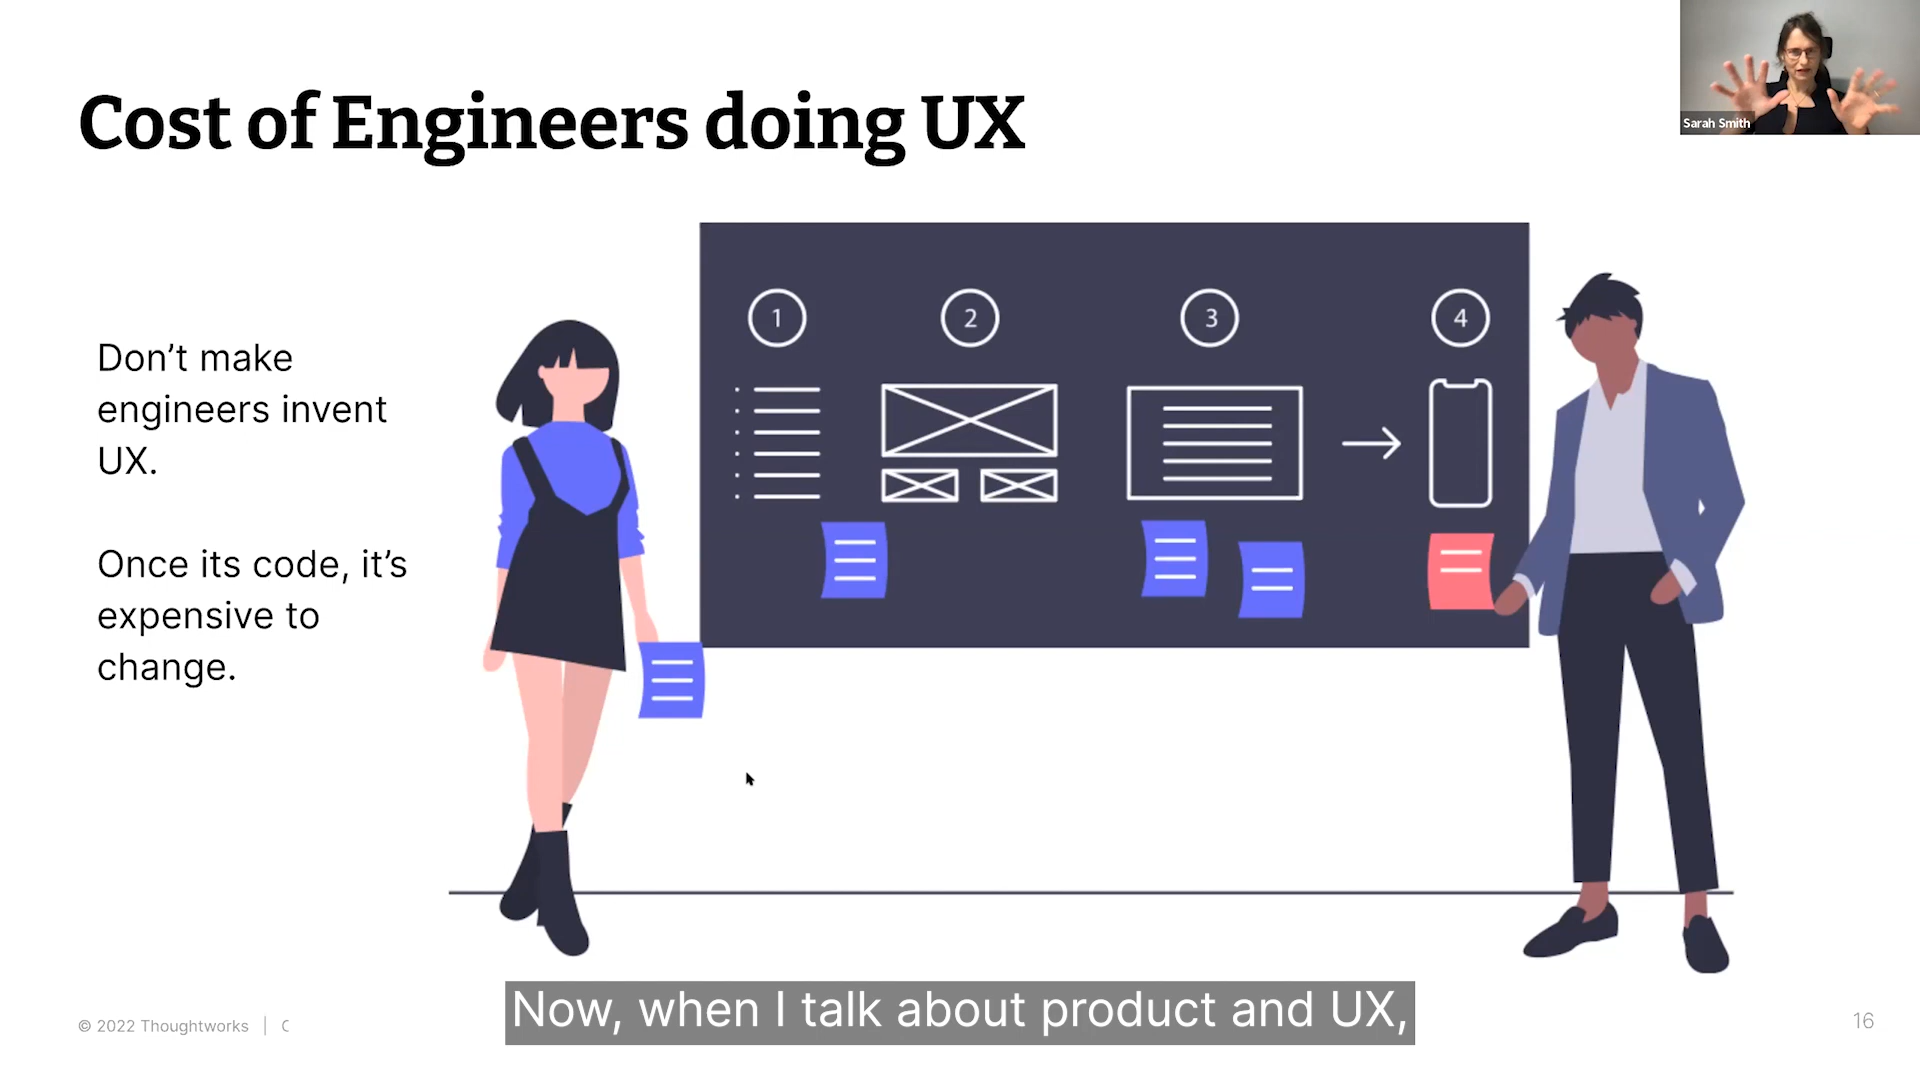 Sarah Smith
Cost of Engineers doing UX
1 2 3 4
Don't make
engineers invent
UX.
Once its code, it's
expensive to
change.
Now, when I talk about product and UX,
© 2022 Thoughtworks |
16